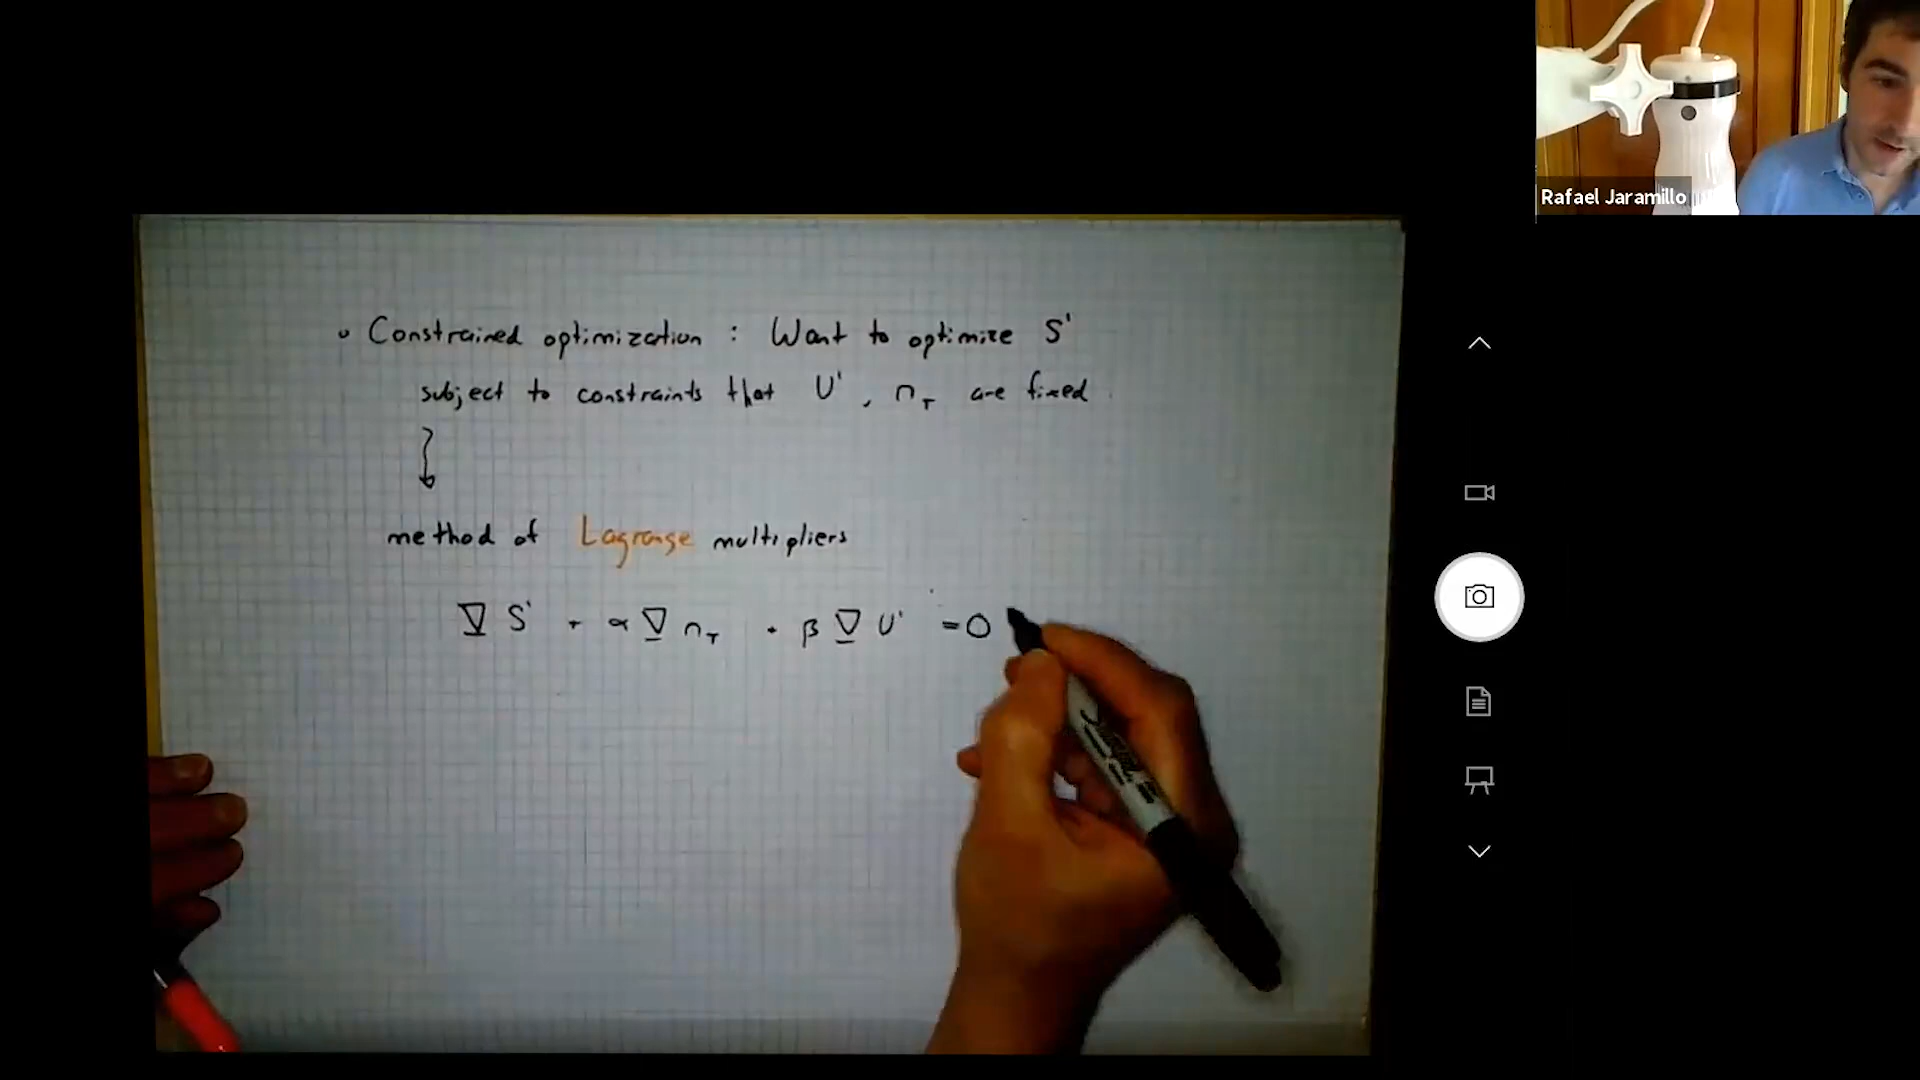 Rafael Jaramillo
• Constrained optimization : Want to optimize S'
subject to constraints that U' , n_T are fixed
method of Lagrange multipliers
∇ S' + α ∇ n_T + β ∇ U' = 0